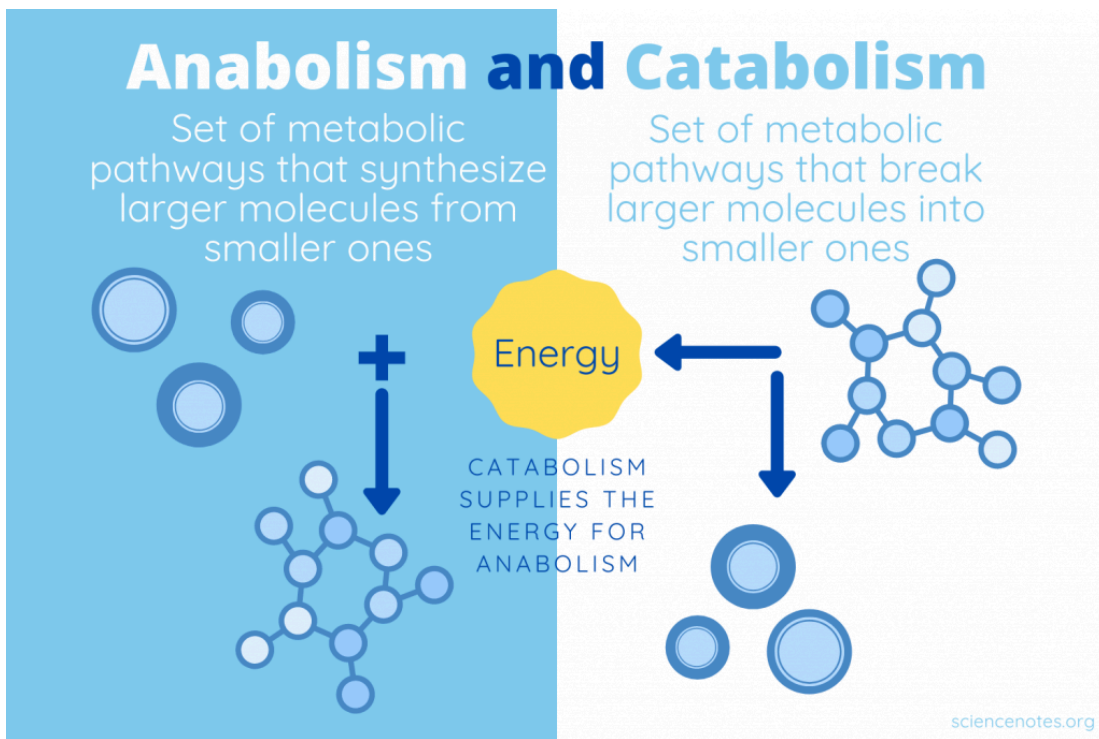 Anabolism and Catabolism
Set of metabolic
pathways that synthesize
larger molecules from
smaller ones
Set of metabolic
pathways that break
larger molecules into
smaller ones
+
Energy
CATABOLISM
SUPPLIES THE
ENERGY FOR
ANABOLISM
sciencenotes.org